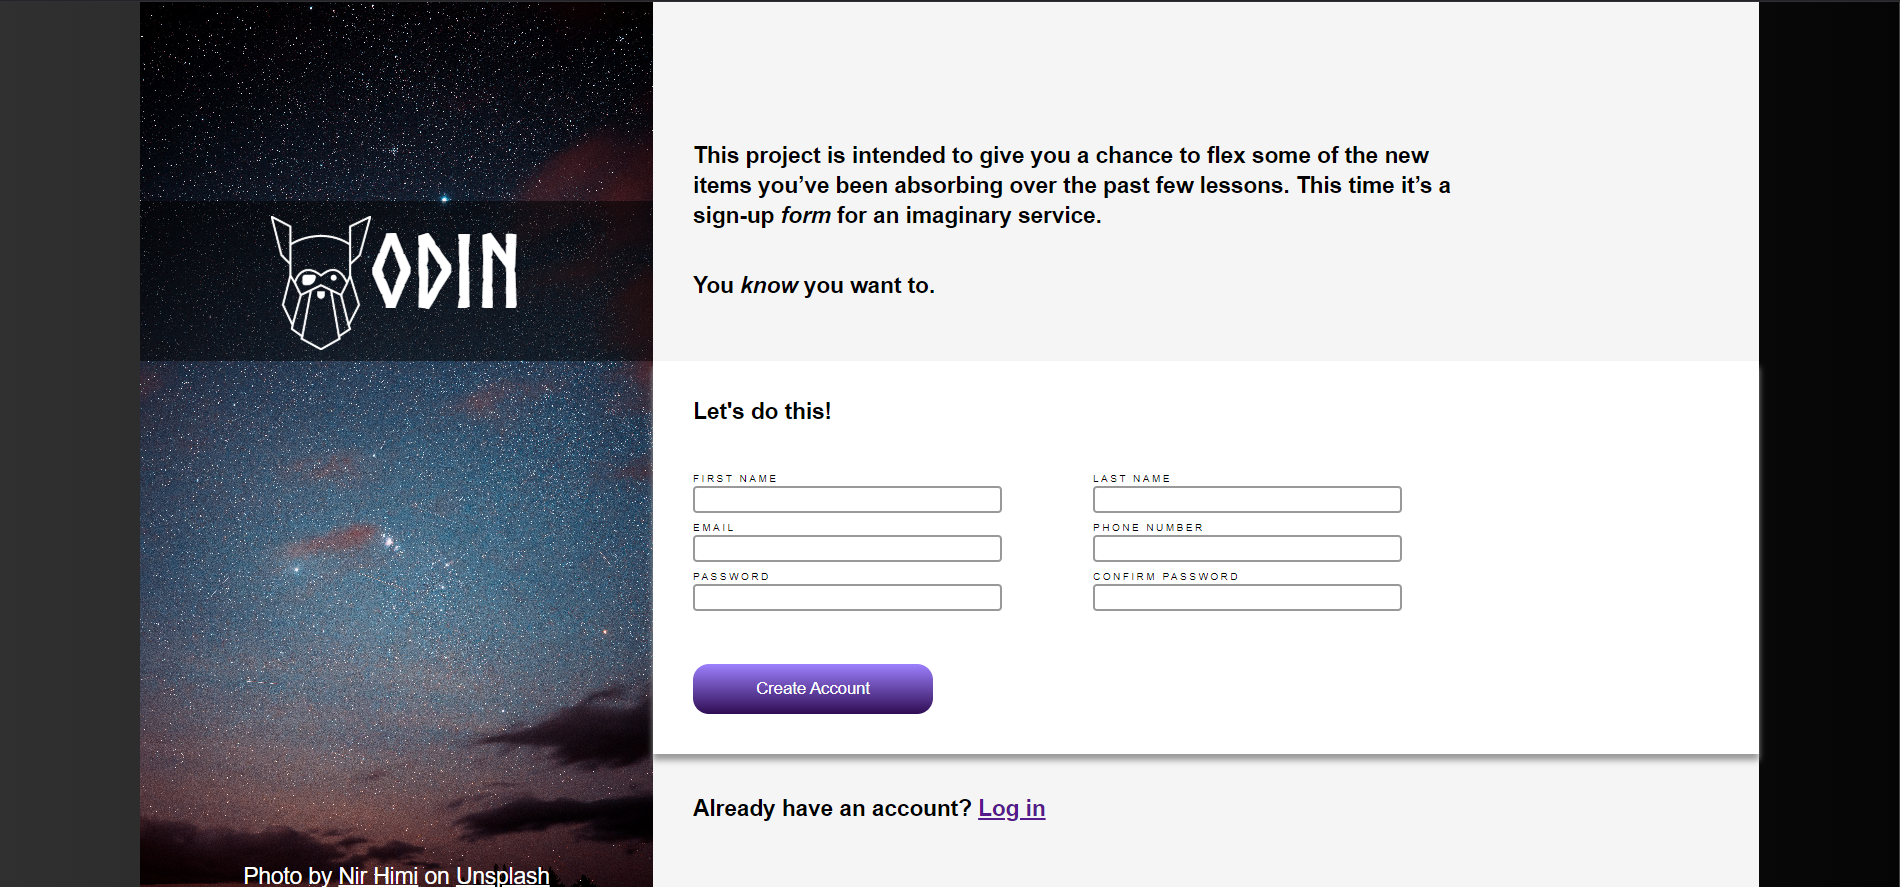 ODIN
This project is intended to give you a chance to flex some of the new
items you’ve been absorbing over the past few lessons. This time it’s a
sign-up form for an imaginary service.
You know you want to.
Let's do this!
FIRST NAME
LAST NAME
EMAIL
PHONE NUMBER
PASSWORD
CONFIRM PASSWORD
Create Account
Already have an account? Log in
Photo by Nir Himi on Unsplash